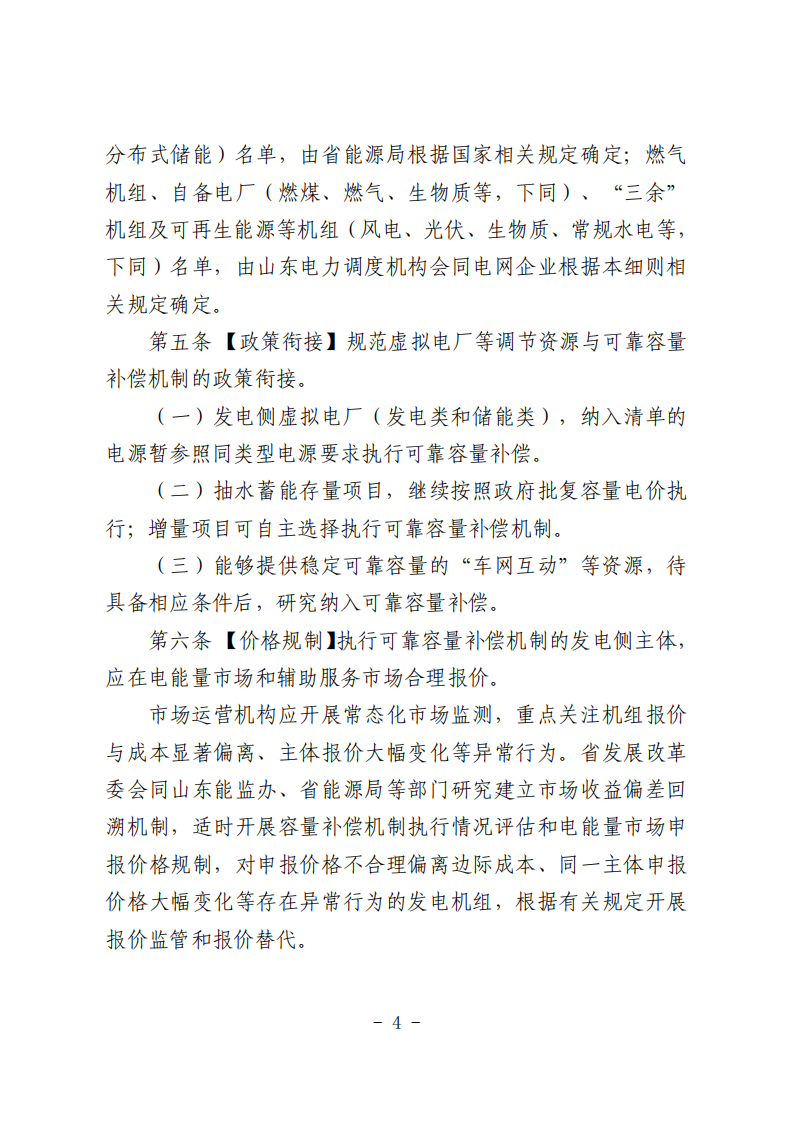 分布式储能）名单，由省能源局根据国家相关规定确定；燃气
机组、自备电厂（燃煤、燃气、生物质等，下同）、“三余”
机组及可再生能源等机组（风电、光伏、生物质、常规水电等，
下同）名单，由山东电力调度机构会同电网企业根据本细则相
关规定确定。
第五条【政策衔接】规范虚拟电厂等调节资源与可靠容量
补偿机制的政策衔接。
（一）发电侧虚拟电厂（发电类和储能类），纳入清单的
电源暂参照同类型电源要求执行可靠容量补偿。
（二）抽水蓄能存量项目，继续按照政府批复容量电价执
行；增量项目可自主选择执行可靠容量补偿机制。
（三）能够提供稳定可靠容量的“车网互动”等资源，待
具备相应条件后，研究纳入可靠容量补偿。
第六条【价格规制】执行可靠容量补偿机制的发电侧主体，
应在电能量市场和辅助服务市场合理报价。
市场运营机构应开展常态化市场监测，重点关注机组报价
与成本显著偏离、主体报价大幅变化等异常行为。省发展改革
委会同山东能监办、省能源局等部门研究建立市场收益偏差回
溯机制，适时开展容量补偿机制执行情况评估和电能量市场申
报价格规制，对申报价格不合理偏离边际成本、同一主体申报
价格大幅变化等存在异常行为的发电机组，根据有关规定开展
报价监管和报价替代。
- 4 -